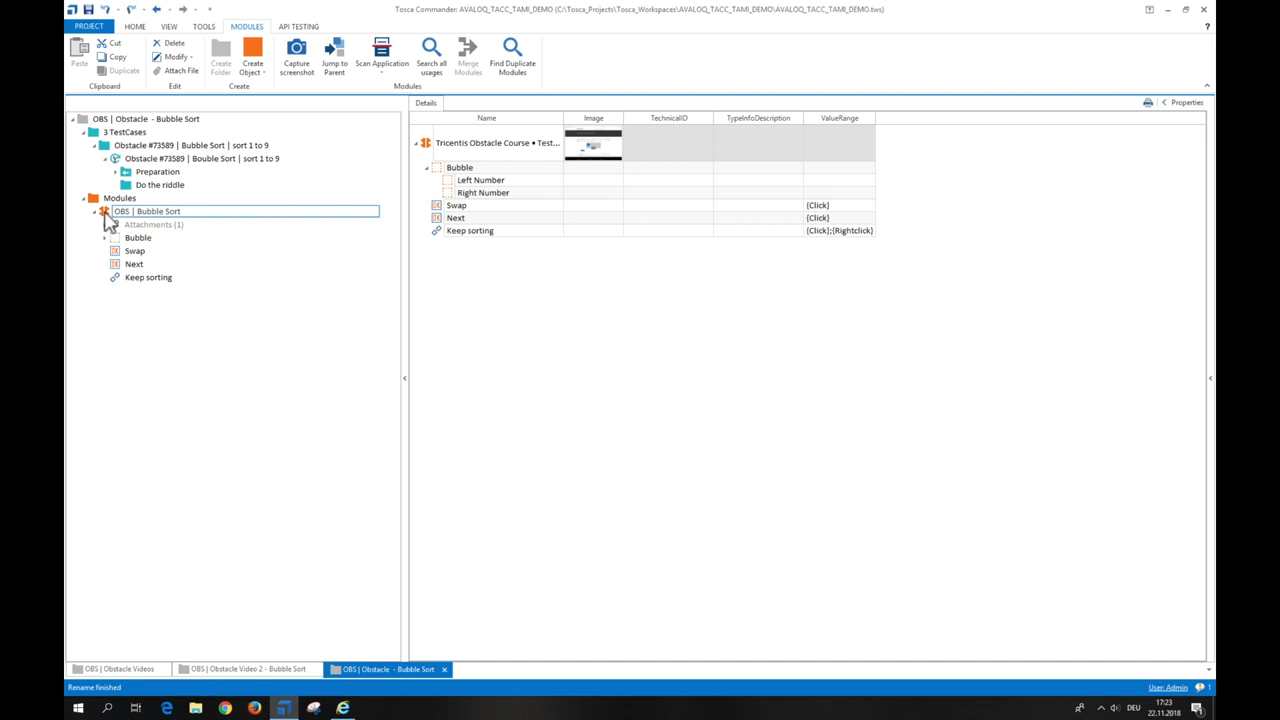 Tosca Commander: AVALOQ_TACC_TAMI_DEMO (C:\Tosca_Projects\Tosca_Workspaces\AVALOQ_TACC_TAMI_DEMO\AVALOQ_TACC_TAMI_DEMO.tws)
PROJECT HOME VIEW TOOLS MODULES API TESTING
Paste
Cut
Copy
Duplicate
Clipboard
Delete
Modify
Attach File
Edit
Create Folder
Create Object
Create
Capture screenshot
Jump to Parent
Scan Application
Search all usages
Merge Modules
Find Duplicate Modules
Modules
OBS | Obstacle - Bubble Sort
3 TestCases
Obstacle #73589 | Bubble Sort | sort 1 to 9
Obstacle #73589 | Bouble Sort | sort 1 to 9
Preparation
Do the riddle
Modules
OBS | Bubble Sort
Attachments (1)
Bubble
Swap
Next
Keep sorting
Details
Properties
Name Image TechnicalID TypeInfoDescription ValueRange
Tricentis Obstacle Course • Test...
Bubble
Left Number
Right Number
Swap {Click}
Next {Click}
Keep sorting {Click};{Rightclick}
OBS | Obstacle Videos
OBS | Obstacle Video 2 - Bubble Sort
OBS | Obstacle - Bubble Sort
Rename finished
User: Admin 1
DEU
17:23
22.11.2018